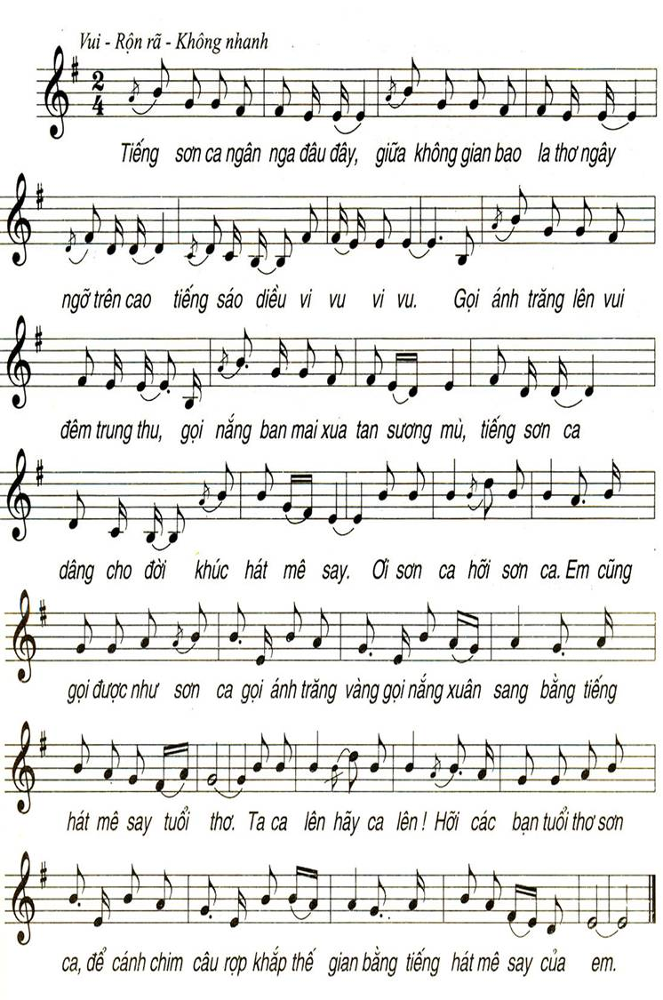 Vui - Rộn rã - Không nhanh
2
4
Tiếng sơn ca ngân nga đâu đây, giữa không gian bao la thơ ngây
ngỡ trên cao tiếng sáo diều vi vu vi vu. Gọi ánh trăng lên vui
đêm trung thu, gọi nắng ban mai xua tan sương mù, tiếng sơn ca
dâng cho đời khúc hát mê say. Ơi sơn ca hỡi sơn ca. Em cũng
gọi được như sơn ca gọi ánh trăng vàng gọi nắng xuân sang bằng tiếng
hát mê say tuổi thơ. Ta ca lên hãy ca lên ! Hỡi các bạn tuổi thơ sơn
ca, để cánh chim câu rợp khắp thế gian bằng tiếng hát mê say của em.